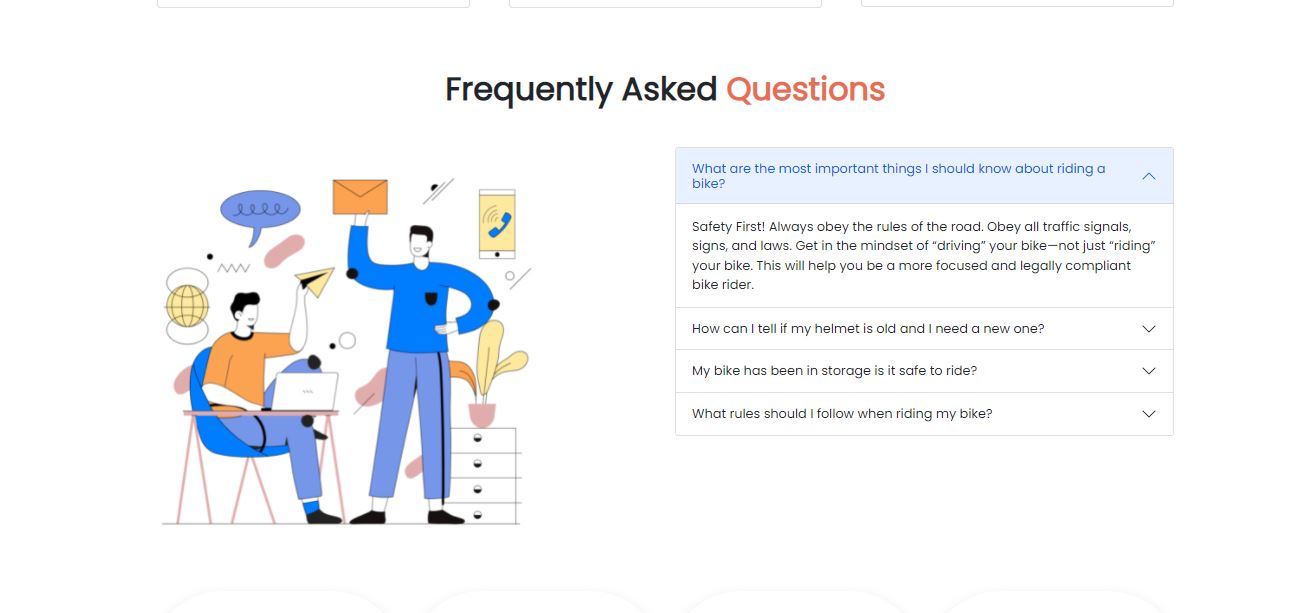 Frequently Asked Questions
What are the most important things I should know about riding a
bike?
Safety First! Always obey the rules of the road. Obey all traffic signals,
signs, and laws. Get in the mindset of “driving” your bike—not just “riding”
your bike. This will help you be a more focused and legally compliant
bike rider.
How can I tell if my helmet is old and I need a new one?
My bike has been in storage is it safe to ride?
What rules should I follow when riding my bike?